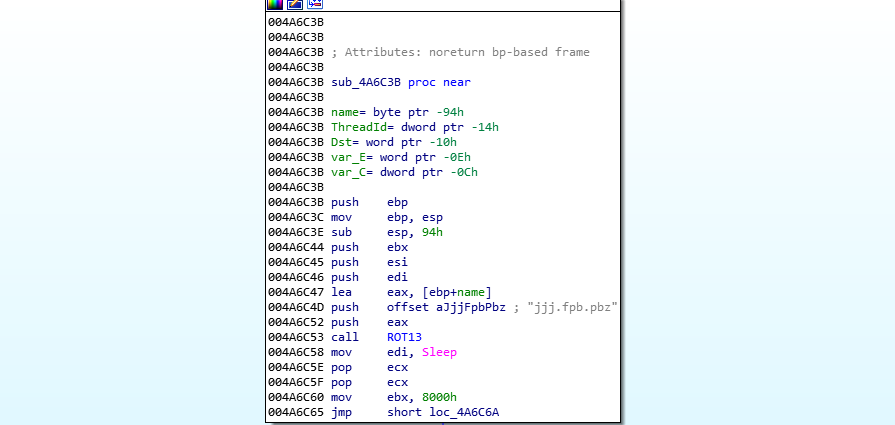 004A6C3B
004A6C3B
004A6C3B ; Attributes: noreturn bp-based frame
004A6C3B
004A6C3B sub_4A6C3B proc near
004A6C3B
004A6C3B name= byte ptr -94h
004A6C3B ThreadId= dword ptr -14h
004A6C3B Dst= word ptr -10h
004A6C3B var_E= word ptr -0Eh
004A6C3B var_C= dword ptr -0Ch
004A6C3B
004A6C3B push    ebp
004A6C3C mov     ebp, esp
004A6C3E sub     esp, 94h
004A6C44 push    ebx
004A6C45 push    esi
004A6C46 push    edi
004A6C47 lea     eax, [ebp+name]
004A6C4D push    offset aJjjFpbPbz ; "jjj.fpb.pbz"
004A6C52 push    eax
004A6C53 call    ROT13
004A6C58 mov     edi, Sleep
004A6C5E pop     ecx
004A6C5F pop     ecx
004A6C60 mov     ebx, 8000h
004A6C65 jmp     short loc_4A6C6A